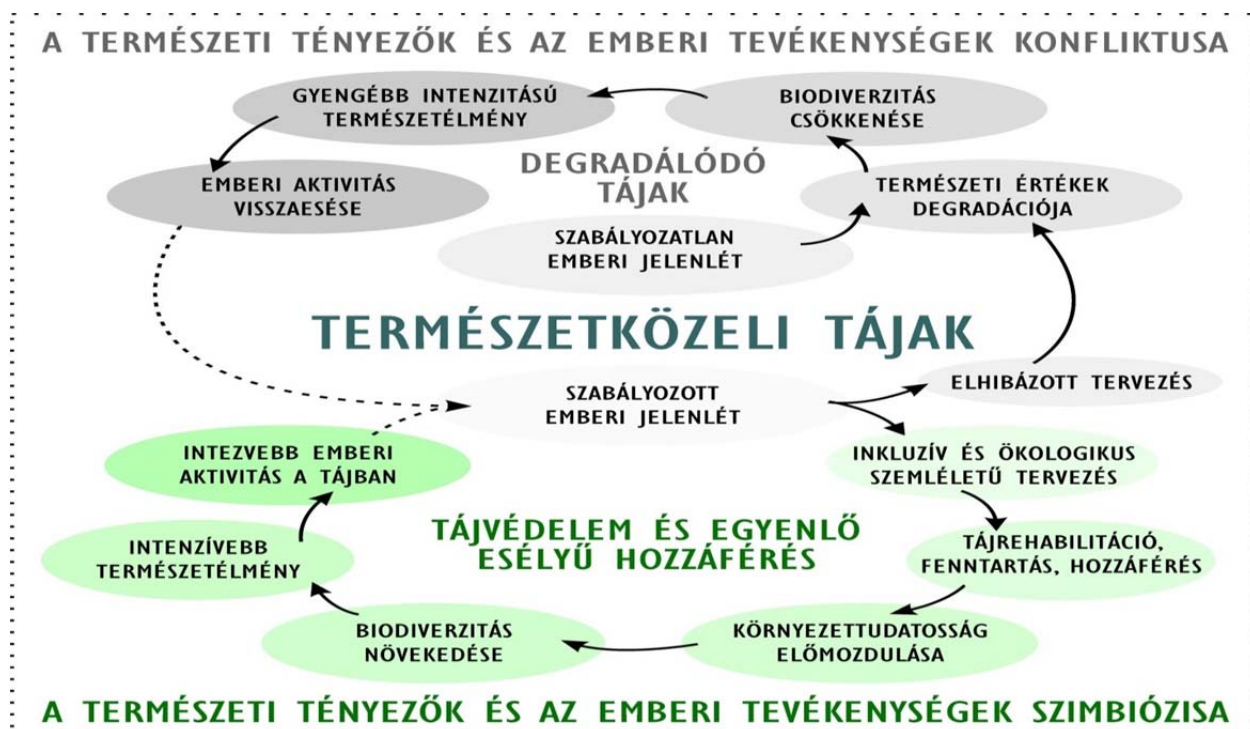 A TERMÉSZETI TÉNYEZŐK ÉS AZ EMBERI TEVÉKENYSÉGEK KONFLIKTUSA
GYENGÉBB INTENZITÁSÚ
TERMÉSZETÉLMÉNY
BIODIVERZITÁS
CSÖKKENÉSE
DEGRADÁLÓDÓ
TÁJAK
EMBERI AKTIVITÁS
VISSZAESÉSE
TERMÉSZETI ÉRTÉKEK
DEGRADÁCIÓJA
SZABÁLYOZATLAN
EMBERI JELENLÉT
TERMÉSZETKÖZELI TÁJAK
SZABÁLYOZOTT
EMBERI JELENLÉT
ELHIBÁZOTT TERVEZÉS
INTEZVEBB EMBERI
AKTIVITÁS A TÁJBAN
INKLUZÍV ÉS ÖKOLOGIKUS
SZEMLÉLETŰ TERVEZÉS
TÁJVÉDELEM ÉS EGYENLŐ
ESÉLYŰ HOZZÁFÉRÉS
INTENZÍVEBB
TERMÉSZETÉLMÉNY
TÁJREHABILITÁCIÓ,
FENNTARTÁS, HOZZÁFÉRÉS
BIODIVERZITÁS
NÖVEKEDÉSE
KÖRNYEZETTUDATOSSÁG
ELŐMOZDULÁSA
A TERMÉSZETI TÉNYEZŐK ÉS AZ EMBERI TEVÉKENYSÉGEK SZIMBIÓZISA